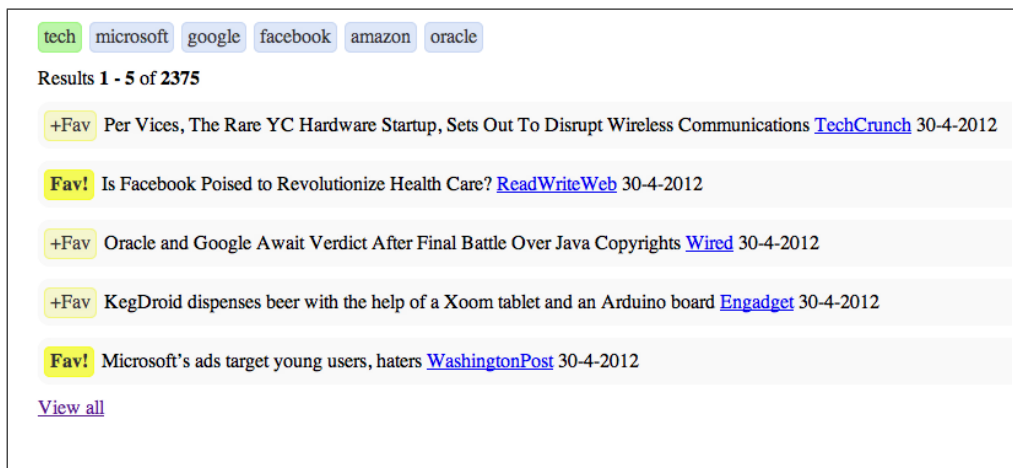 tech microsoft google facebook amazon oracle
Results 1 - 5 of 2375
+Fav Per Vices, The Rare YC Hardware Startup, Sets Out To Disrupt Wireless Communications TechCrunch 30-4-2012
Fav! Is Facebook Poised to Revolutionize Health Care? ReadWriteWeb 30-4-2012
+Fav Oracle and Google Await Verdict After Final Battle Over Java Copyrights Wired 30-4-2012
+Fav KegDroid dispenses beer with the help of a Xoom tablet and an Arduino board Engadget 30-4-2012
Fav! Microsoft’s ads target young users, haters WashingtonPost 30-4-2012
View all